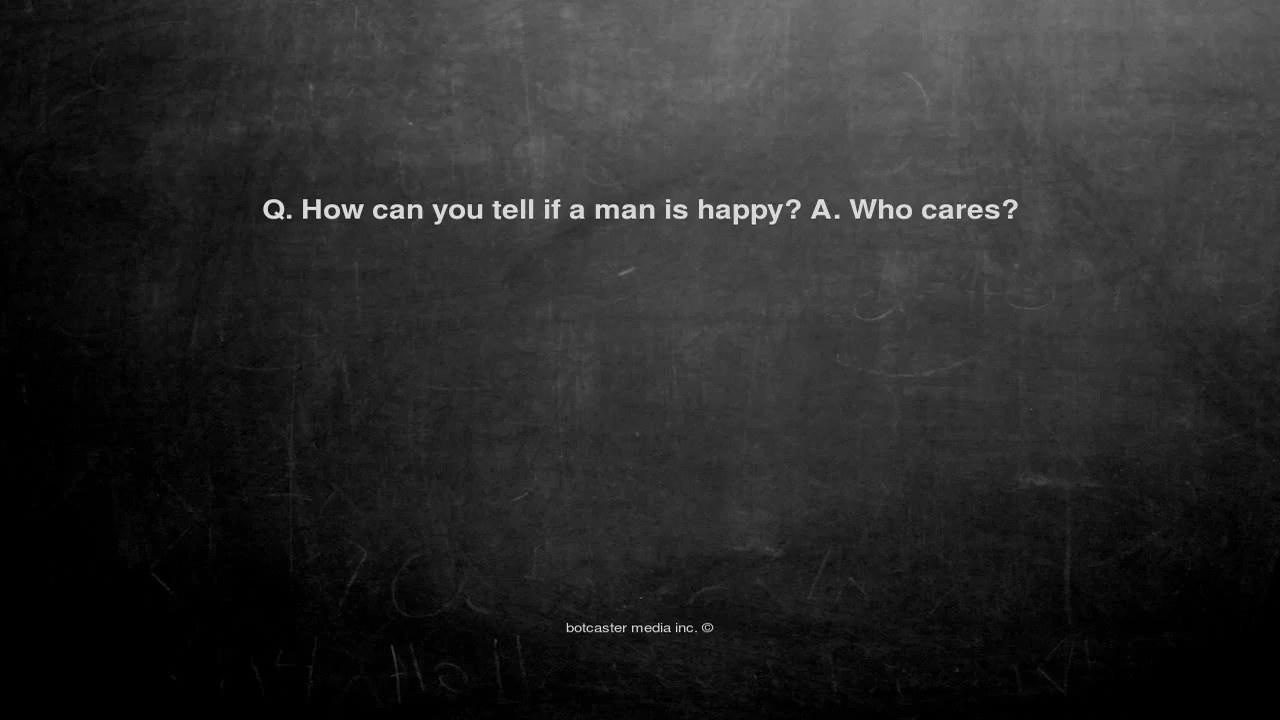 Q. How can you tell if a man is happy? A. Who cares?
botcaster media inc. ©